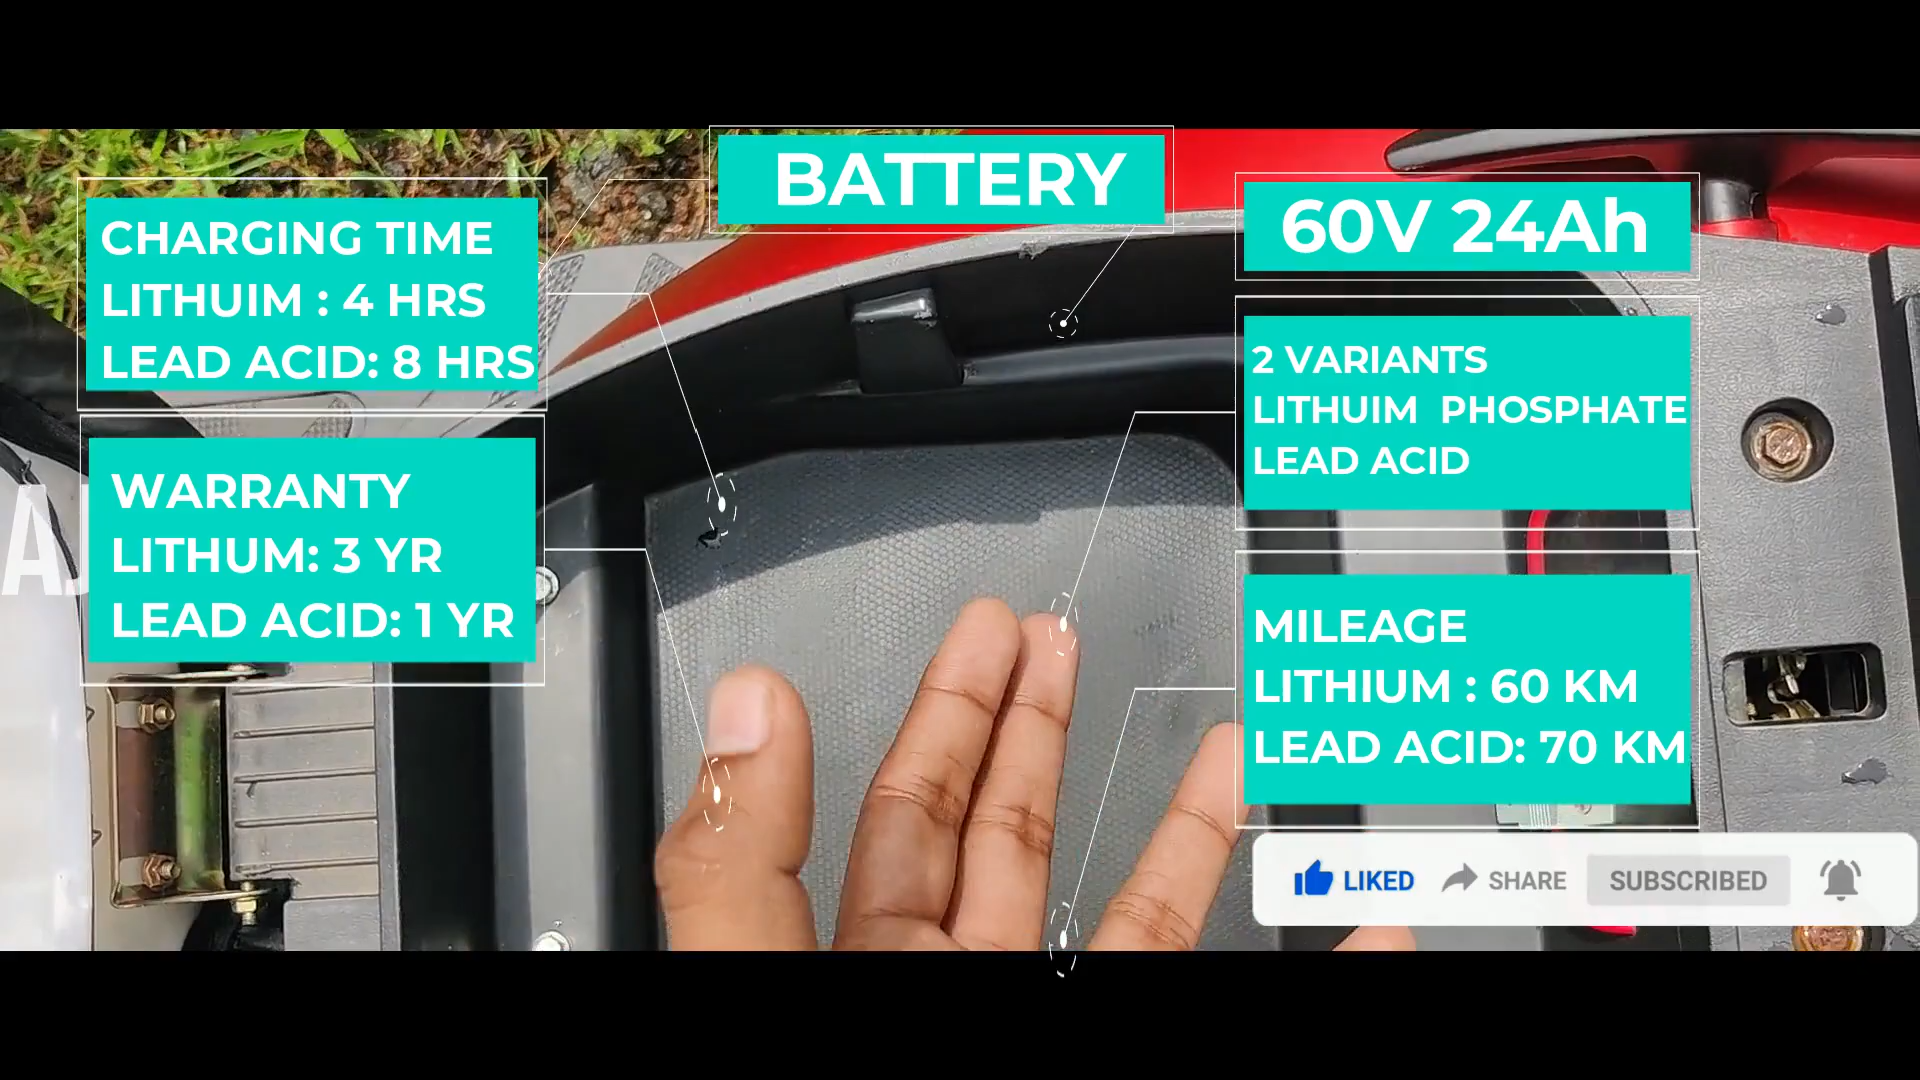 BATTERY
CHARGING TIME
LITHUIM : 4 HRS
LEAD ACID: 8 HRS
WARRANTY
LITHUM: 3 YR
LEAD ACID: 1 YR
60V 24Ah
2 VARIANTS
LITHUIM PHOSPHATE
LEAD ACID
MILEAGE
LITHIUM : 60 KM
LEAD ACID: 70 KM
LIKED SHARE SUBSCRIBED